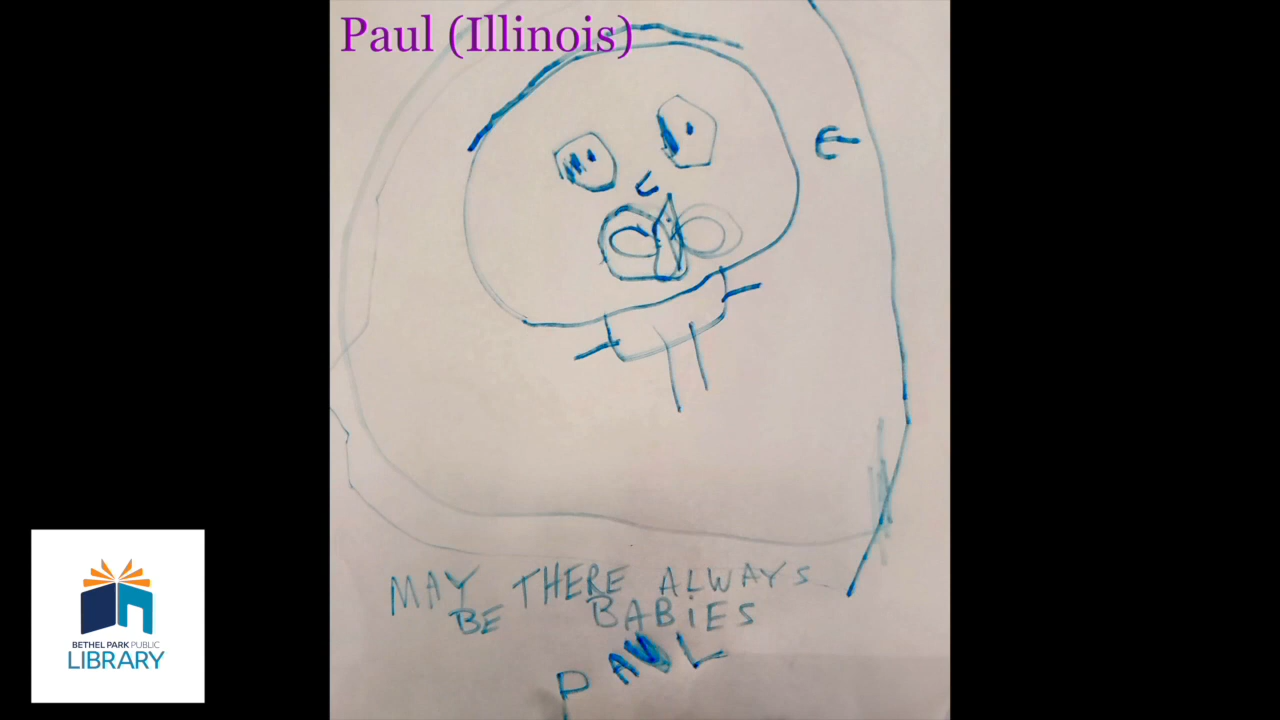 Paul (Illinois)
MAY THERE ALWAYS
BE BABIES
PAUL
BETHEL PARK PUBLIC
LIBRARY